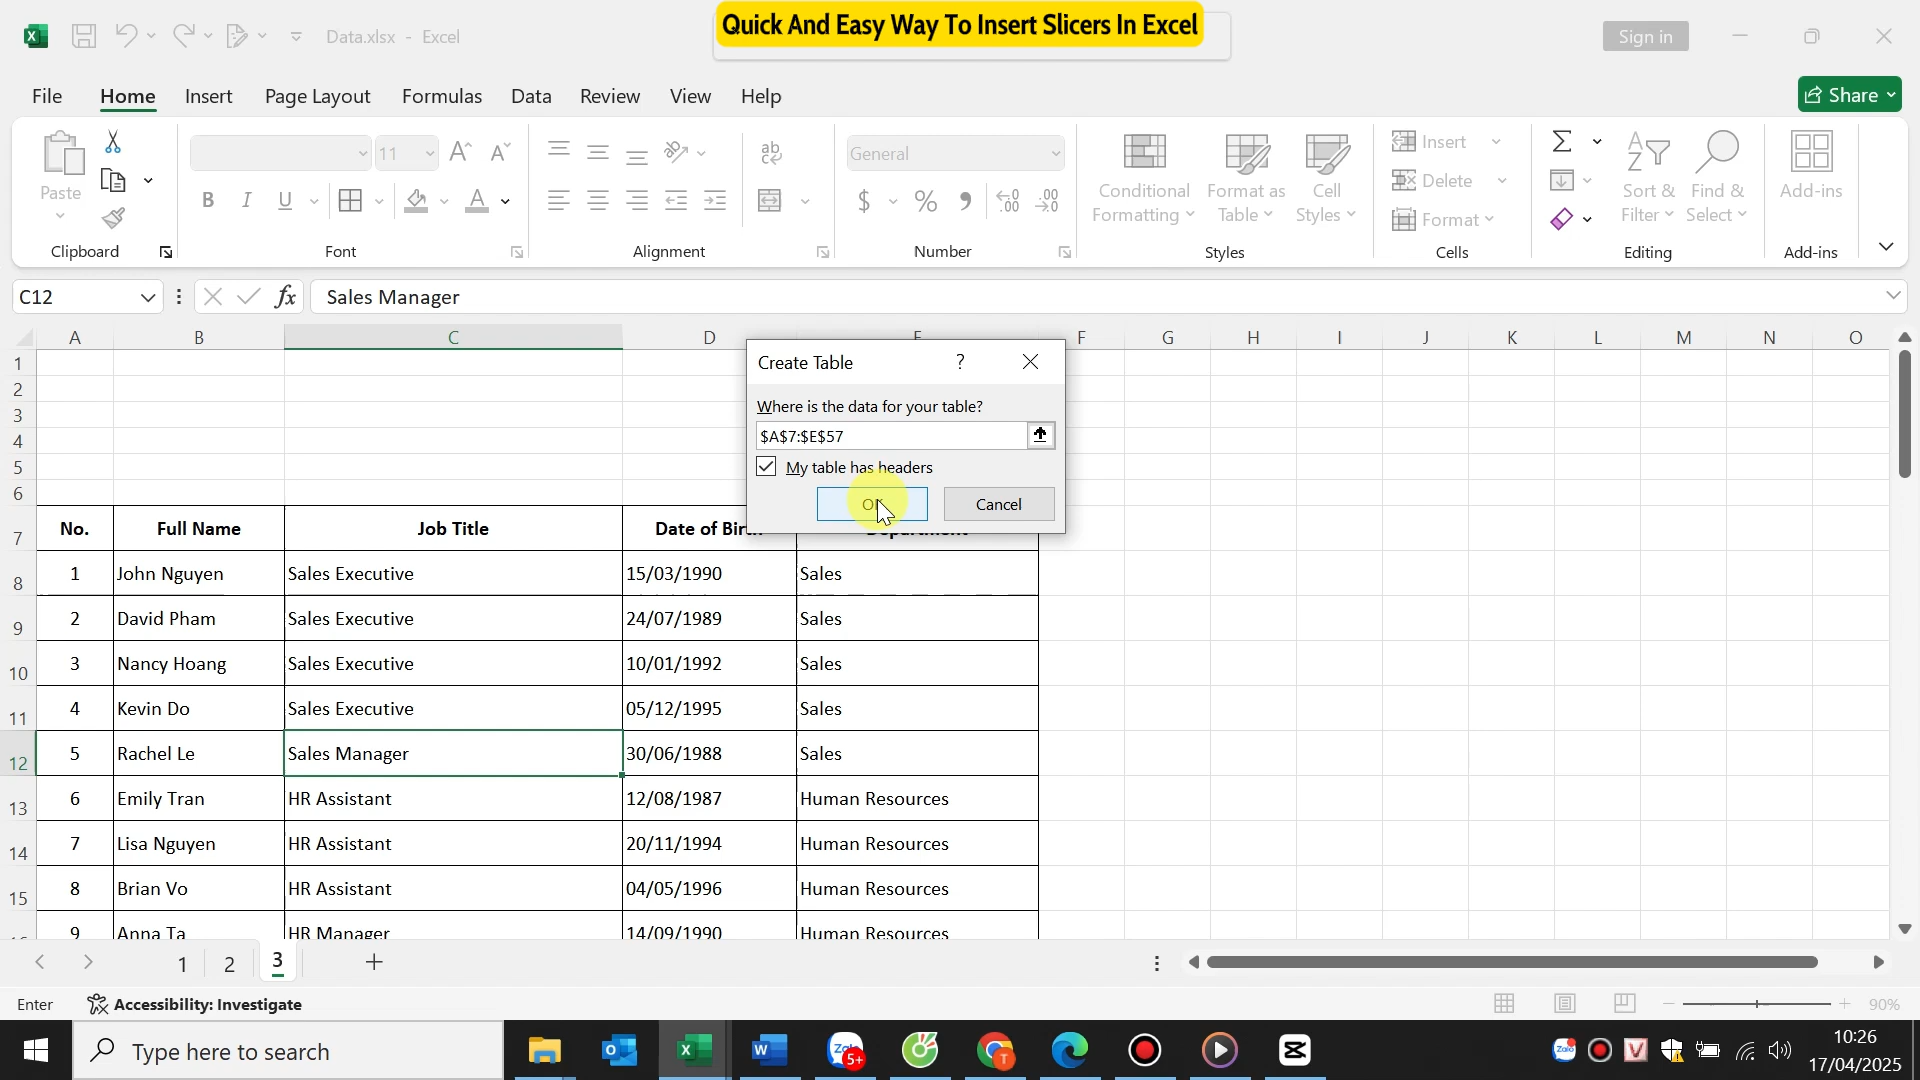 Quick And Easy Way To Insert Slicers In Excel
Data.xlsx - Excel
Sign in
File Home Insert Page Layout Formulas Data Review View Help
Share
Paste
Clipboard
11
B I U A
Font
ab
Alignment
General
$ % ,
Number
Conditional Formatting
Format as Table
Cell Styles
Styles
Insert
Delete
Format
Cells
Sort & Filter
Find & Select
Editing
Add-ins
Add-ins
C12
fx
Sales Manager
A B C D E F G H I J K L M N O
1
2
3
4
5
6
Create Table ?
Where is the data for your table?
$A$7:$E$57
My table has headers
OK Cancel
7 No. Full Name Job Title Date of Birth Department
8 1 John Nguyen Sales Executive 15/03/1990 Sales
9 2 David Pham Sales Executive 24/07/1989 Sales
10 3 Nancy Hoang Sales Executive 10/01/1992 Sales
11 4 Kevin Do Sales Executive 05/12/1995 Sales
12 5 Rachel Le Sales Manager 30/06/1988 Sales
13 6 Emily Tran HR Assistant 12/08/1987 Human Resources
14 7 Lisa Nguyen HR Assistant 20/11/1994 Human Resources
15 8 Brian Vo HR Assistant 04/05/1996 Human Resources
9 Anna Ta HR Manager 14/09/1990 Human Resources
1 2 3
Enter
Accessibility: Investigate
90%
Type here to search
5+
10:26
17/04/2025